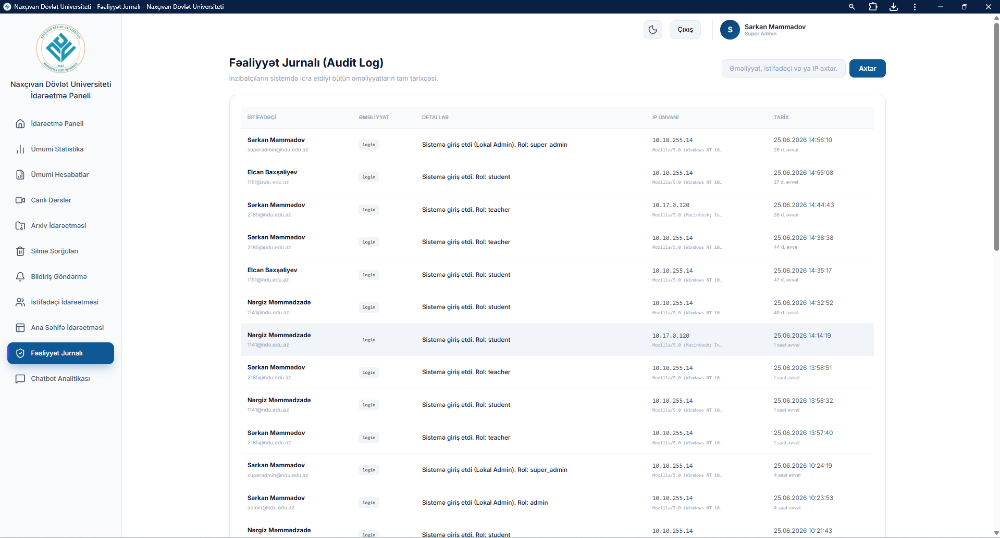 Naxçıvan Dövlət Universiteti - Fəaliyyət Jurnalı - Naxçıvan Dövlət Universiteti
NAXÇIVAN DÖVLƏT UNİVERSİTETİ
1967
NAKHCHIVAN STATE UNIVERSITY
Naxçıvan Dövlət Universiteti
İdarəetmə Paneli
İdarəetmə Paneli
Ümumi Statistika
Ümumi Hesabatlar
Canlı Dərslər
Arxiv İdarəetməsi
Silmə Sorğuları
Bildiriş Göndərmə
İstifadəçi İdarəetməsi
Ana Səhifə İdarəetməsi
Fəaliyyət Jurnalı
Chatbot Analitikası
Çıxış
S
Sarkan Mammadov
Super Admin
Fəaliyyət Jurnalı (Audit Log)
İnzibatçıların sistemdə icra etdiyi bütün əməliyyatların tam tarixçəsi.
Əməliyyat, istifadəçi və ya IP axtar.
Axtar
İSTİFADƏÇİ ƏMƏLİYYAT DETALLAR IP ÜNVANI TARİX
Sarkan Mammadov login Sistemə giriş etdi (Lokal Admin). Rol: super_admin 10.10.255.14 25.06.2026 14:56:10
superadmin@ndu.edu.az Mozilla/5.0 (Windows NT 10… 26 d. əvvəl
Elcan Baxşəliyev login Sistemə giriş etdi. Rol: student 10.10.255.14 25.06.2026 14:55:08
1151@ndu.edu.az Mozilla/5.0 (Windows NT 10… 27 d. əvvəl
Sərkan Məmmədov login Sistemə giriş etdi. Rol: teacher 10.17.0.120 25.06.2026 14:44:43
2185@ndu.edu.az Mozilla/5.0 (Macintosh; In… 38 d. əvvəl
Sərkan Məmmədov login Sistemə giriş etdi. Rol: teacher 10.10.255.14 25.06.2026 14:38:38
2185@ndu.edu.az Mozilla/5.0 (Windows NT 10… 44 d. əvvəl
Elcan Baxşəliyev login Sistemə giriş etdi. Rol: student 10.10.255.14 25.06.2026 14:35:17
1151@ndu.edu.az Mozilla/5.0 (Windows NT 10… 47 d. əvvəl
Nərgiz Məmmədzadə login Sistemə giriş etdi. Rol: student 10.10.255.14 25.06.2026 14:32:52
1141@ndu.edu.az Mozilla/5.0 (Windows NT 10… 49 d. əvvəl
Nərgiz Məmmədzadə login Sistemə giriş etdi. Rol: student 10.17.0.120 25.06.2026 14:14:19
1141@ndu.edu.az Mozilla/5.0 (Macintosh; In… 1 saat əvvəl
Sərkan Məmmədov login Sistemə giriş etdi. Rol: teacher 10.10.255.14 25.06.2026 13:58:51
2185@ndu.edu.az Mozilla/5.0 (Windows NT 10… 1 saat əvvəl
Nərgiz Məmmədzadə login Sistemə giriş etdi. Rol: student 10.10.255.14 25.06.2026 13:58:32
1141@ndu.edu.az Mozilla/5.0 (Windows NT 10… 1 saat əvvəl
Sərkan Məmmədov login Sistemə giriş etdi. Rol: teacher 10.10.255.14 25.06.2026 13:57:40
2185@ndu.edu.az Mozilla/5.0 (Windows NT 10… 1 saat əvvəl
Sarkan Mammadov login Sistemə giriş etdi (Lokal Admin). Rol: super_admin 10.10.255.14 25.06.2026 10:24:19
superadmin@ndu.edu.az Mozilla/5.0 (Windows NT 10… 4 saat əvvəl
Sarkan Mammadov login Sistemə giriş etdi (Lokal Admin). Rol: admin 10.10.255.14 25.06.2026 10:23:53
admin@ndu.edu.az Mozilla/5.0 (Windows NT 10… 4 saat əvvəl
Nərgiz Məmmədzadə login Sistemə giriş etdi. Rol: student 10.10.255.14 25.06.2026 10:21:43